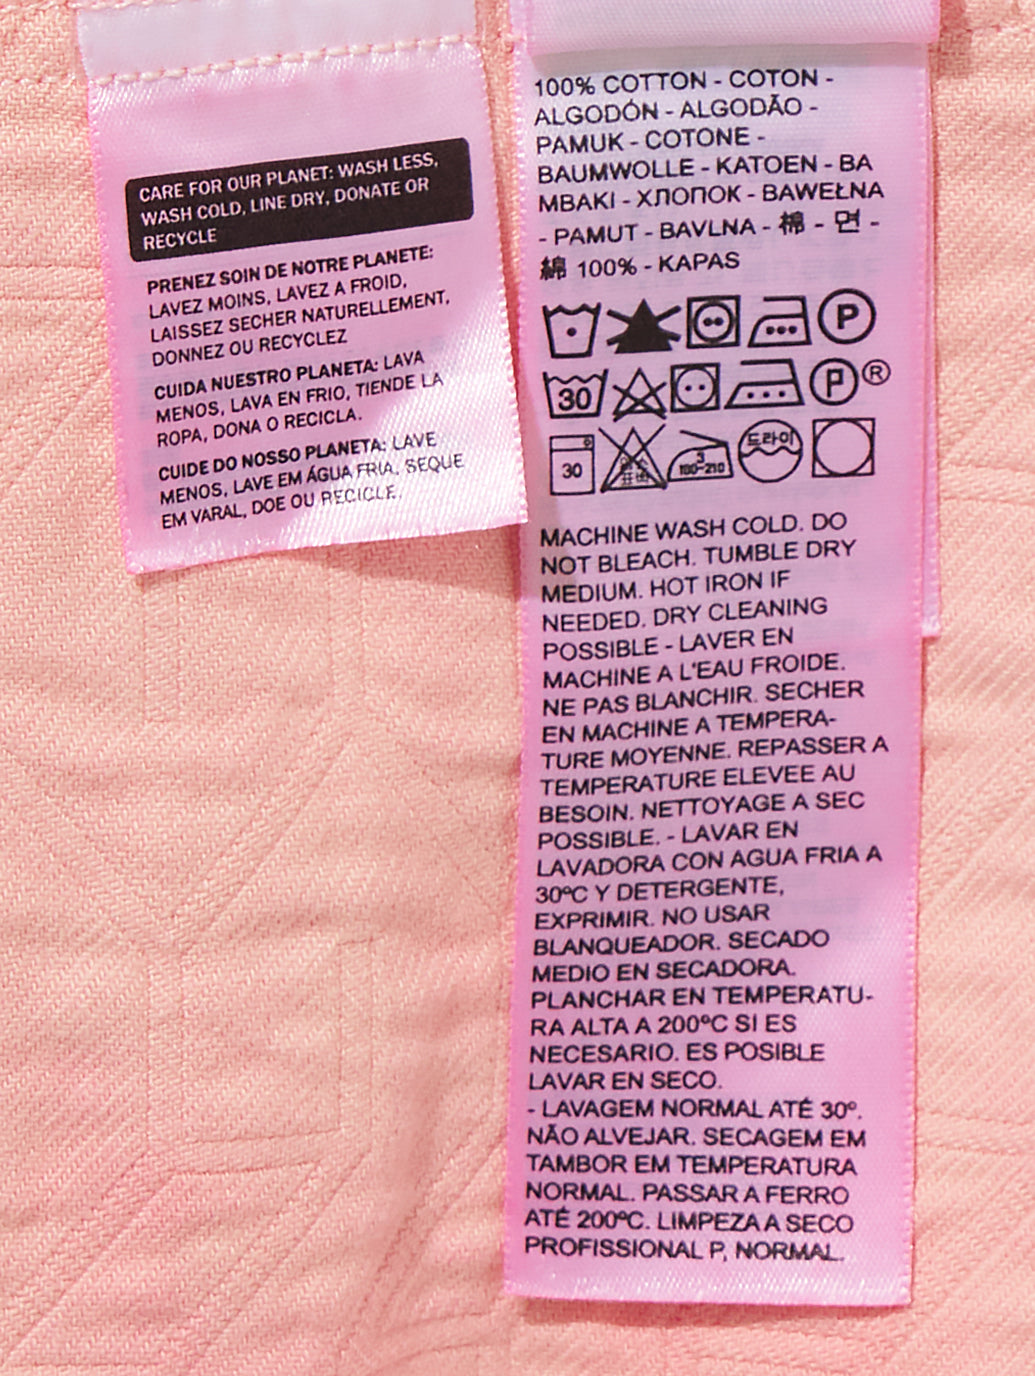 CARE FOR OUR PLANET: WASH LESS,
WASH COLD, LINE DRY, DONATE OR
RECYCLE
PRENEZ SOIN DE NOTRE PLANETE:
LAVEZ MOINS, LAVEZ A FROID,
LAISSEZ SECHER NATURELLEMENT,
DONNEZ OU RECYCLEZ
CUIDA NUESTRO PLANETA: LAVA
MENOS, LAVA EN FRIO, TIENDE LA
ROPA, DONA O RECICLA.
CUIDE DO NOSSO PLANETA: LAVE
MENOS, LAVE EM ÁGUA FRIA, SEQUE
EM VARAL, DOE OU RECICLE.
100% COTTON - COTON -
ALGODÓN - ALGODÃO -
PAMUK - COTONE -
BAUMWOLLE - KATOEN - BA
MBAKI - ХЛОПОК - BAWEŁNA
- PAMUT - BAVLNA - 棉 - 면 -
綿 100% - KAPAS
P
30 P ®
30 3 180-210 드라이
MACHINE WASH COLD. DO
NOT BLEACH. TUMBLE DRY
MEDIUM. HOT IRON IF
NEEDED. DRY CLEANING
POSSIBLE - LAVER EN
MACHINE A L'EAU FROIDE.
NE PAS BLANCHIR. SECHER
EN MACHINE A TEMPERA-
TURE MOYENNE. REPASSER A
TEMPERATURE ELEVEE AU
BESOIN. NETTOYAGE A SEC
POSSIBLE. - LAVAR EN
LAVADORA CON AGUA FRIA A
30ºC Y DETERGENTE,
EXPRIMIR. NO USAR
BLANQUEADOR. SECADO
MEDIO EN SECADORA.
PLANCHAR EN TEMPERATU-
RA ALTA A 200ºC SI ES
NECESARIO. ES POSIBLE
LAVAR EN SECO.
- LAVAGEM NORMAL ATÉ 30º.
NÃO ALVEJAR. SECAGEM EM
TAMBOR EM TEMPERATURA
NORMAL. PASSAR A FERRO
ATÉ 200ºC. LIMPEZA A SECO
PROFISSIONAL P, NORMAL.